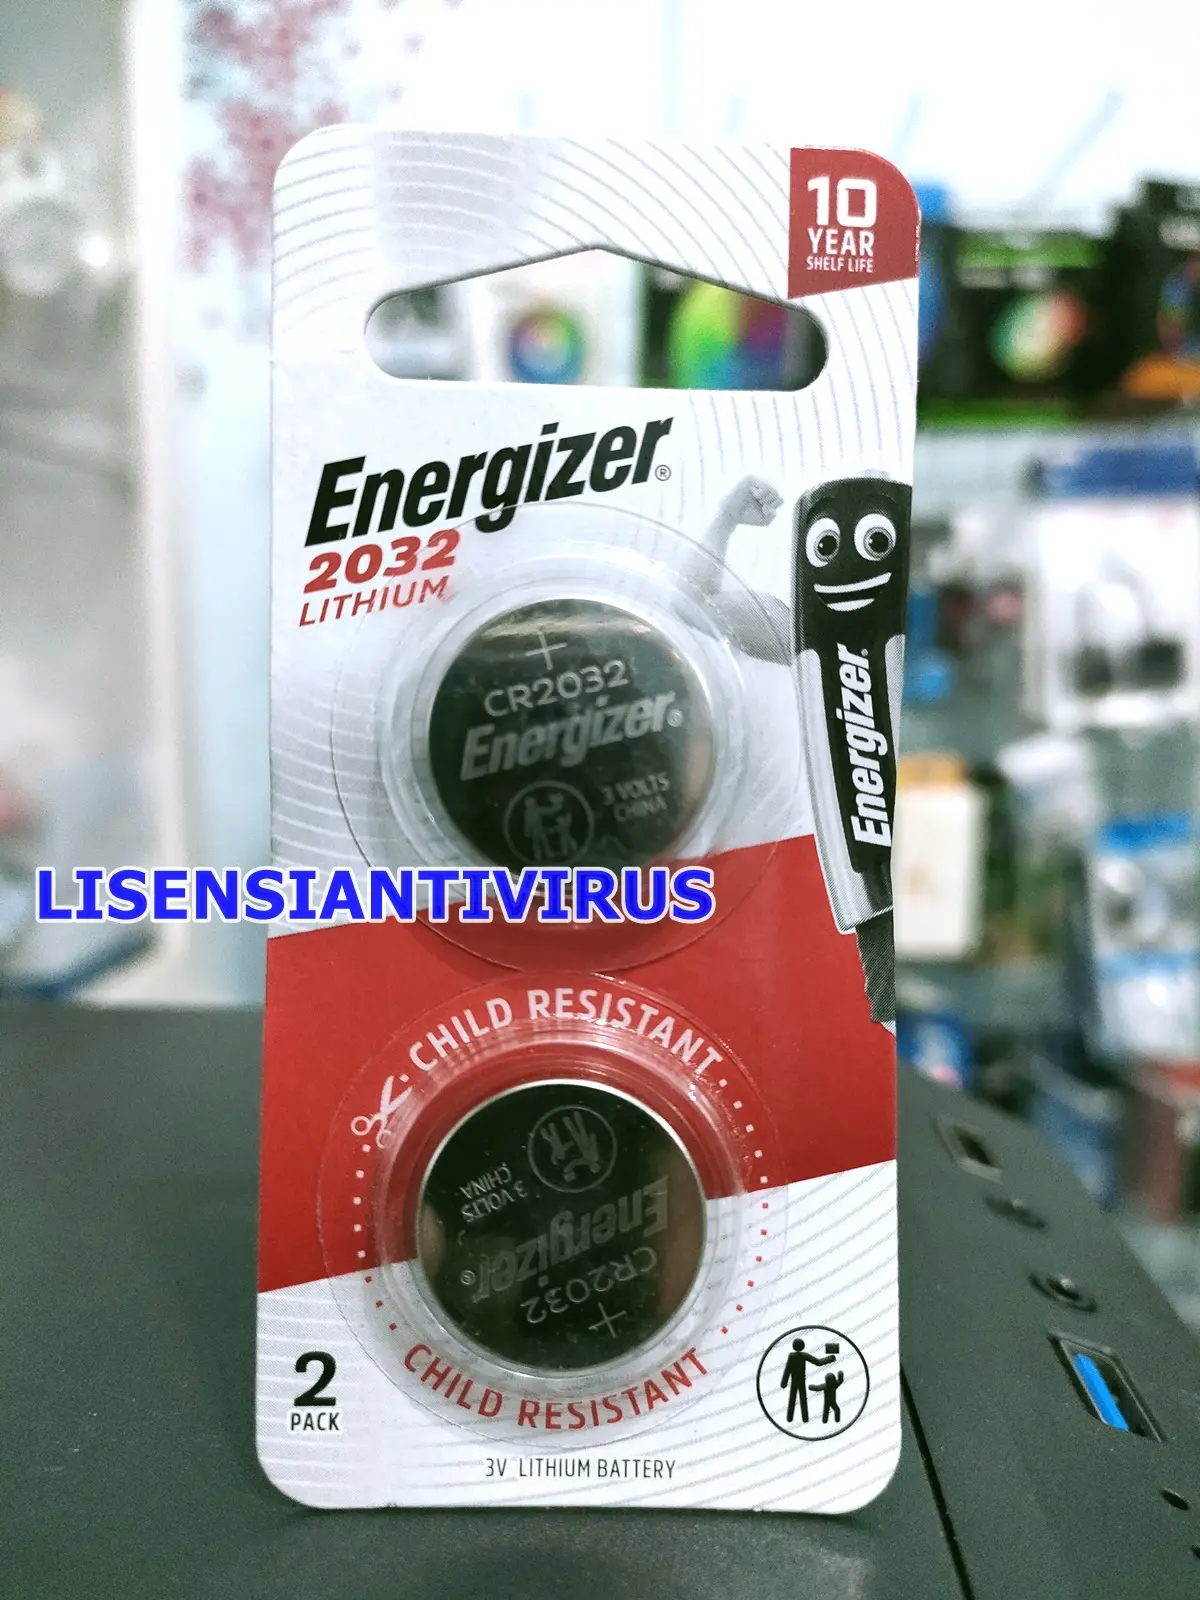 10
YEAR
SHELF LIFE
Energizer®
2032
LITHIUM
+
CR2032
Energizer®
3 VOLTS
CHINA
Energizer®
LISENSIANTIVIRUS
CHILD RESISTANT
3 VOLTS
CHINA
Energizer®
CR2032
+
CHILD RESISTANT
2
PACK
3V LITHIUM BATTERY